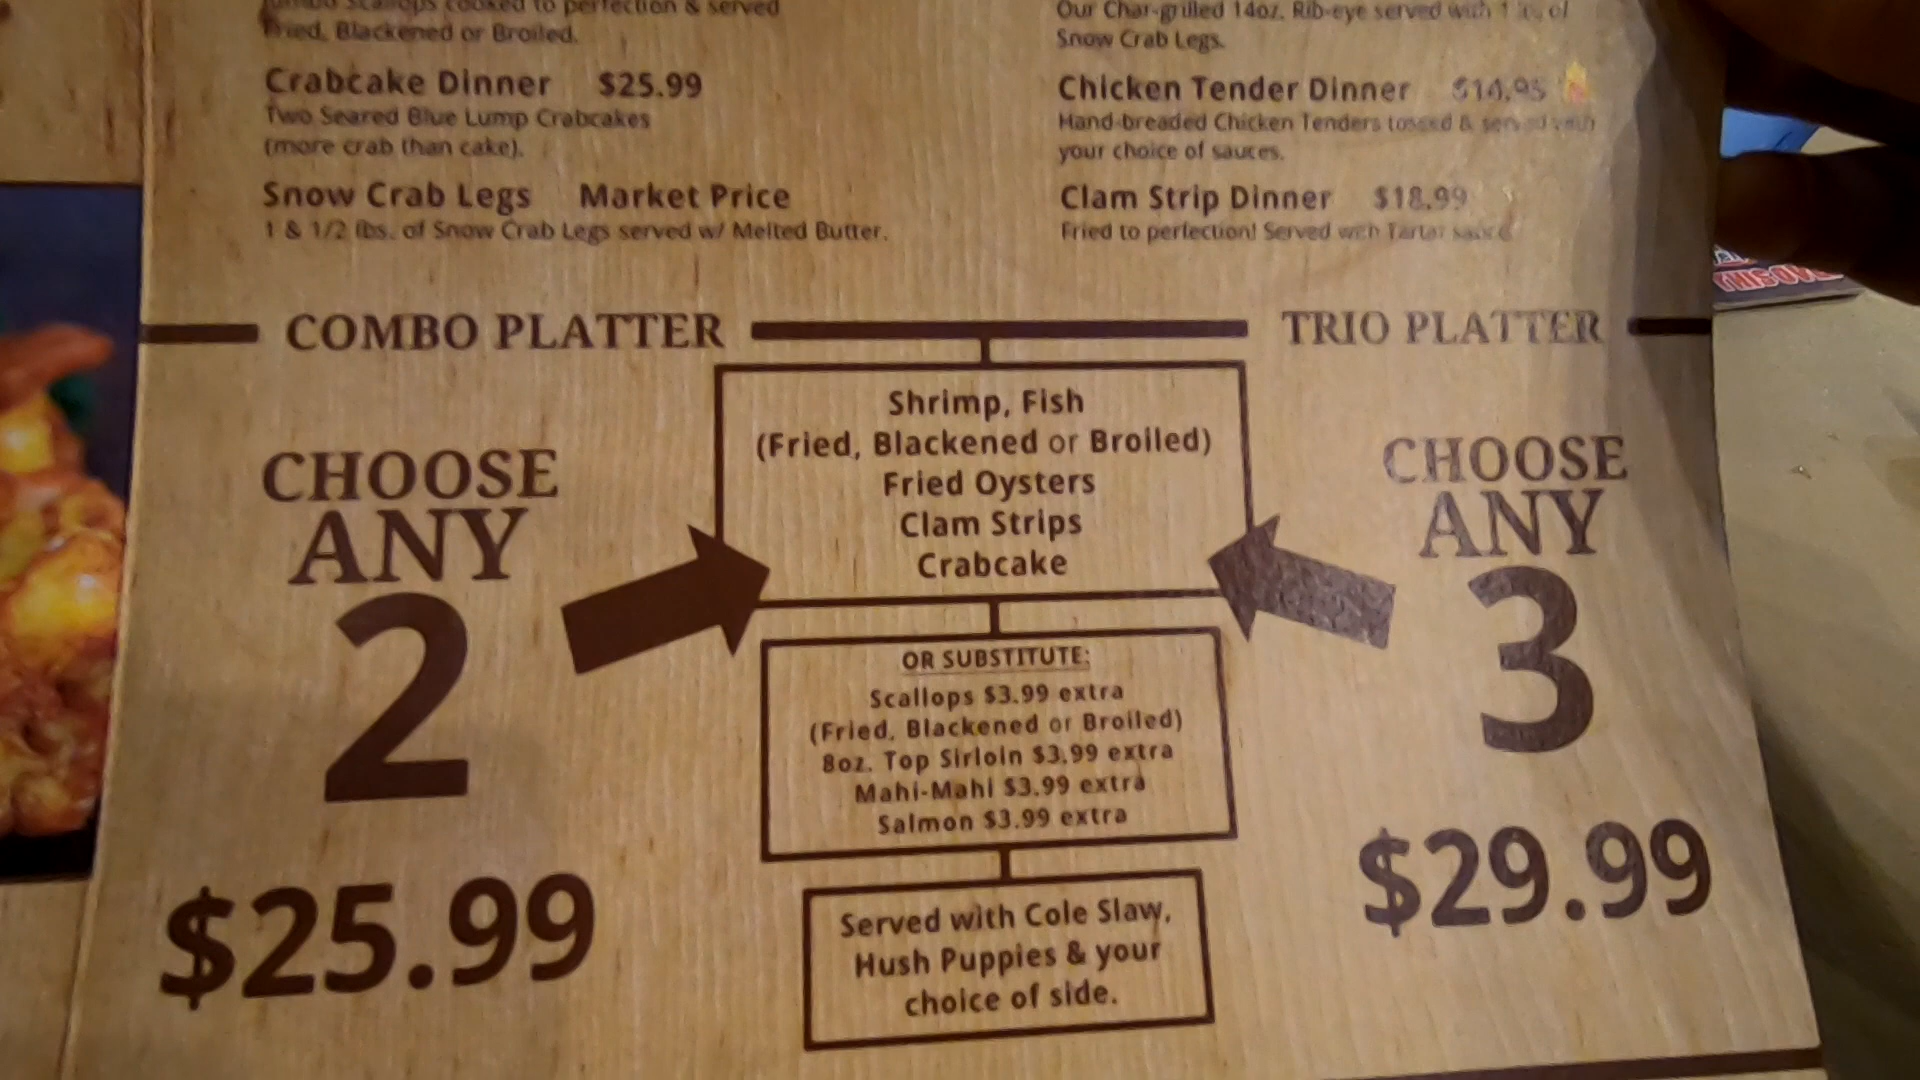 Jumbo Scallops cooked to perfection & served
Fried, Blackened or Broiled.
Crabcake Dinner $25.99
Two Seared Blue Lump Crabcakes
(more crab than cake).
Snow Crab Legs Market Price
1 & 1/2 lbs. of Snow Crab Legs served w/ Melted Butter.
Our Char-grilled 14oz. Rib-eye served with 1 of
Snow Crab Legs.
Chicken Tender Dinner $14.95
Hand-breaded Chicken Tenders tossed & served with
your choice of sauces.
Clam Strip Dinner $18.99
Fried to perfection! Served with Tartar sauce
COMBO PLATTER
CHOOSE
ANY
2
$25.99
Shrimp, Fish
(Fried, Blackened or Broiled)
Fried Oysters
Clam Strips
Crabcake
OR SUBSTITUTE:
Scallops $3.99 extra
(Fried, Blackened or Broiled)
8oz. Top Sirloin $3.99 extra
Mahi-Mahi $3.99 extra
Salmon $3.99 extra
Served with Cole Slaw,
Hush Puppies & your
choice of side.
TRIO PLATTER
CHOOSE
ANY
3
$29.99